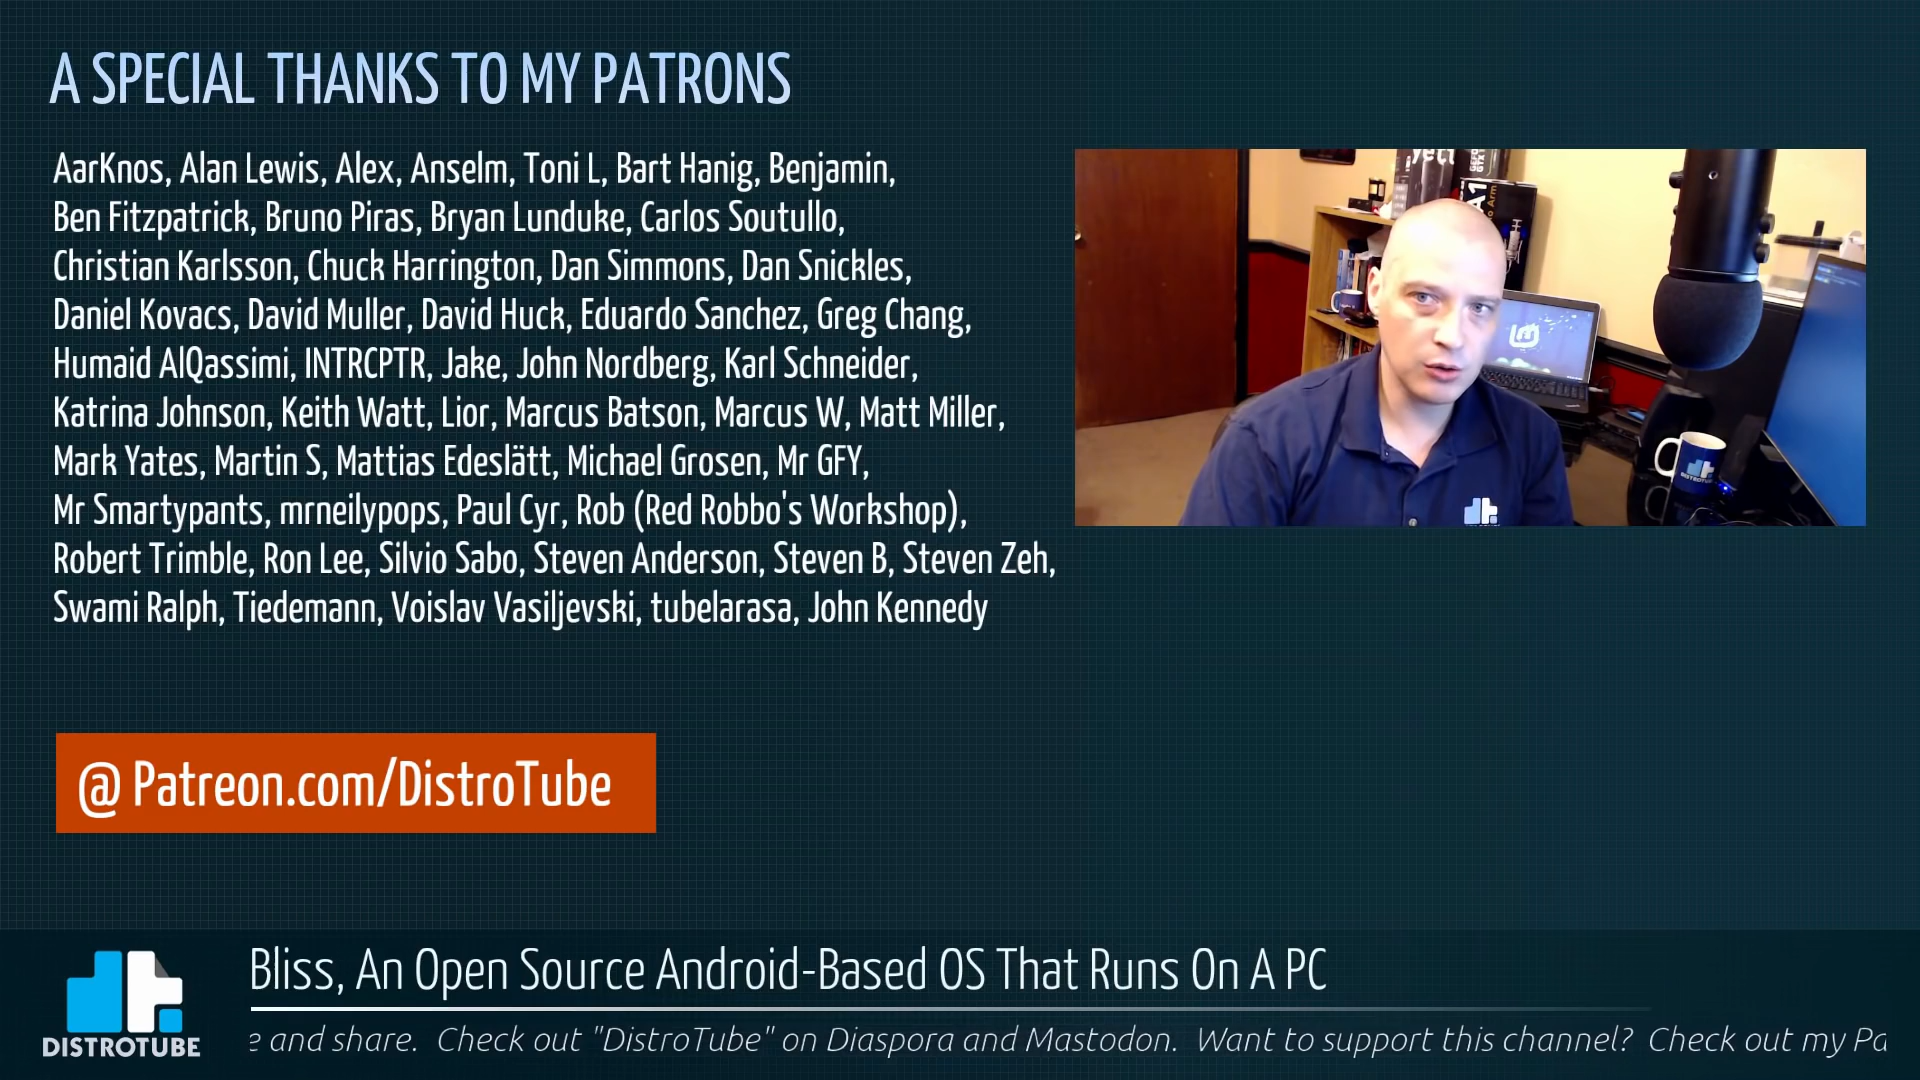 A SPECIAL THANKS TO MY PATRONS
AarKnos, Alan Lewis, Alex, Anselm, Toni L, Bart Hanig, Benjamin,
Ben Fitzpatrick, Bruno Piras, Bryan Lunduke, Carlos Soutullo,
Christian Karlsson, Chuck Harrington, Dan Simmons, Dan Snickles,
Daniel Kovacs, David Muller, David Huck, Eduardo Sanchez, Greg Chang,
Humaid AlQassimi, INTRCPTR, Jake, John Nordberg, Karl Schneider,
Katrina Johnson, Keith Watt, Lior, Marcus Batson, Marcus W, Matt Miller,
Mark Yates, Martin S, Mattias Edeslätt, Michael Grosen, Mr GFY,
Mr Smartypants, mrneilypops, Paul Cyr, Rob (Red Robbo's Workshop),
Robert Trimble, Ron Lee, Silvio Sabo, Steven Anderson, Steven B, Steven Zeh,
Swami Ralph, Tiedemann, Voislav Vasiljevski, tubelarasa, John Kennedy
@ Patreon.com/DistroTube
Bliss, An Open Source Android-Based OS That Runs On A PC
e and share. Check out "DistroTube" on Diaspora and Mastodon. Want to support this channel? Check out my Pa
DISTROTUBE